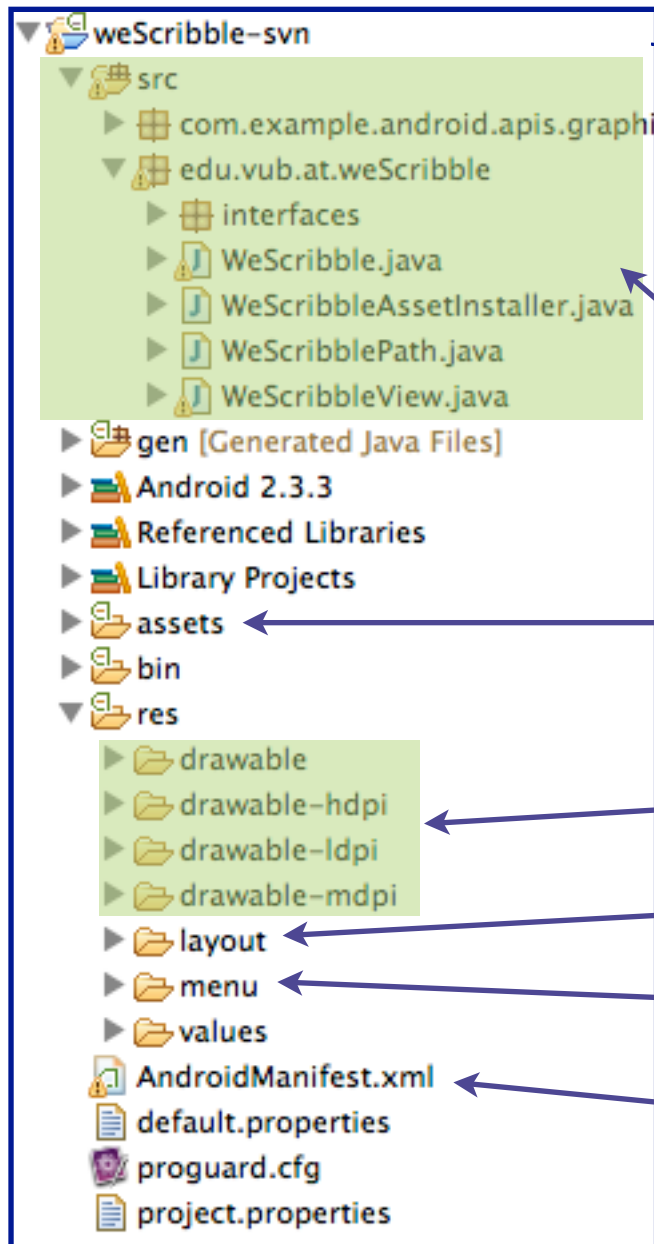 weScribble-svn
src
com.example.android.apis.graphi
edu.vub.at.weScribble
interfaces
WeScribble.java
WeScribbleAssetInstaller.java
WeScribblePath.java
WeScribbleView.java
gen [Generated Java Files]
Android 2.3.3
Referenced Libraries
Library Projects
assets
bin
res
drawable
drawable-hdpi
drawable-ldpi
drawable-mdpi
layout
menu
values
AndroidManifest.xml
default.properties
proguard.cfg
project.properties